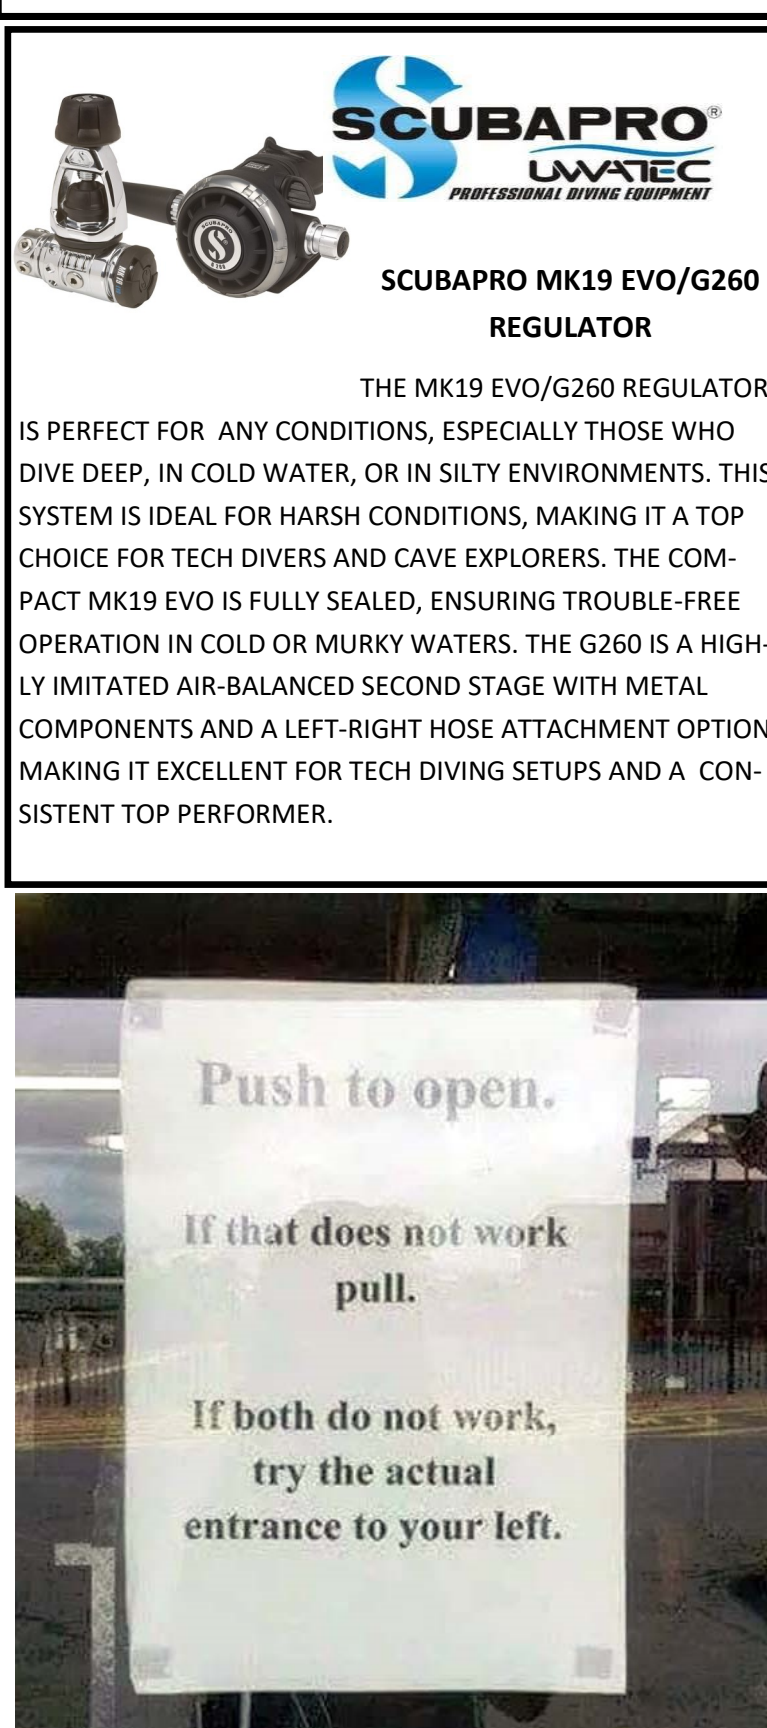 SCUBAPRO®
UWATEC
PROFESSIONAL DIVING EQUIPMENT
SCUBAPRO
G 260
MK 19
SCUBAPRO MK19 EVO/G260
REGULATOR
THE MK19 EVO/G260 REGULATOR
IS PERFECT FOR ANY CONDITIONS, ESPECIALLY THOSE WHO
DIVE DEEP, IN COLD WATER, OR IN SILTY ENVIRONMENTS. THIS
SYSTEM IS IDEAL FOR HARSH CONDITIONS, MAKING IT A TOP
CHOICE FOR TECH DIVERS AND CAVE EXPLORERS. THE COM-
PACT MK19 EVO IS FULLY SEALED, ENSURING TROUBLE-FREE
OPERATION IN COLD OR MURKY WATERS. THE G260 IS A HIGH-
LY IMITATED AIR-BALANCED SECOND STAGE WITH METAL
COMPONENTS AND A LEFT-RIGHT HOSE ATTACHMENT OPTION
MAKING IT EXCELLENT FOR TECH DIVING SETUPS AND A CON-
SISTENT TOP PERFORMER.
Push to open.
If that does not work
pull.
If both do not work,
try the actual
entrance to your left.